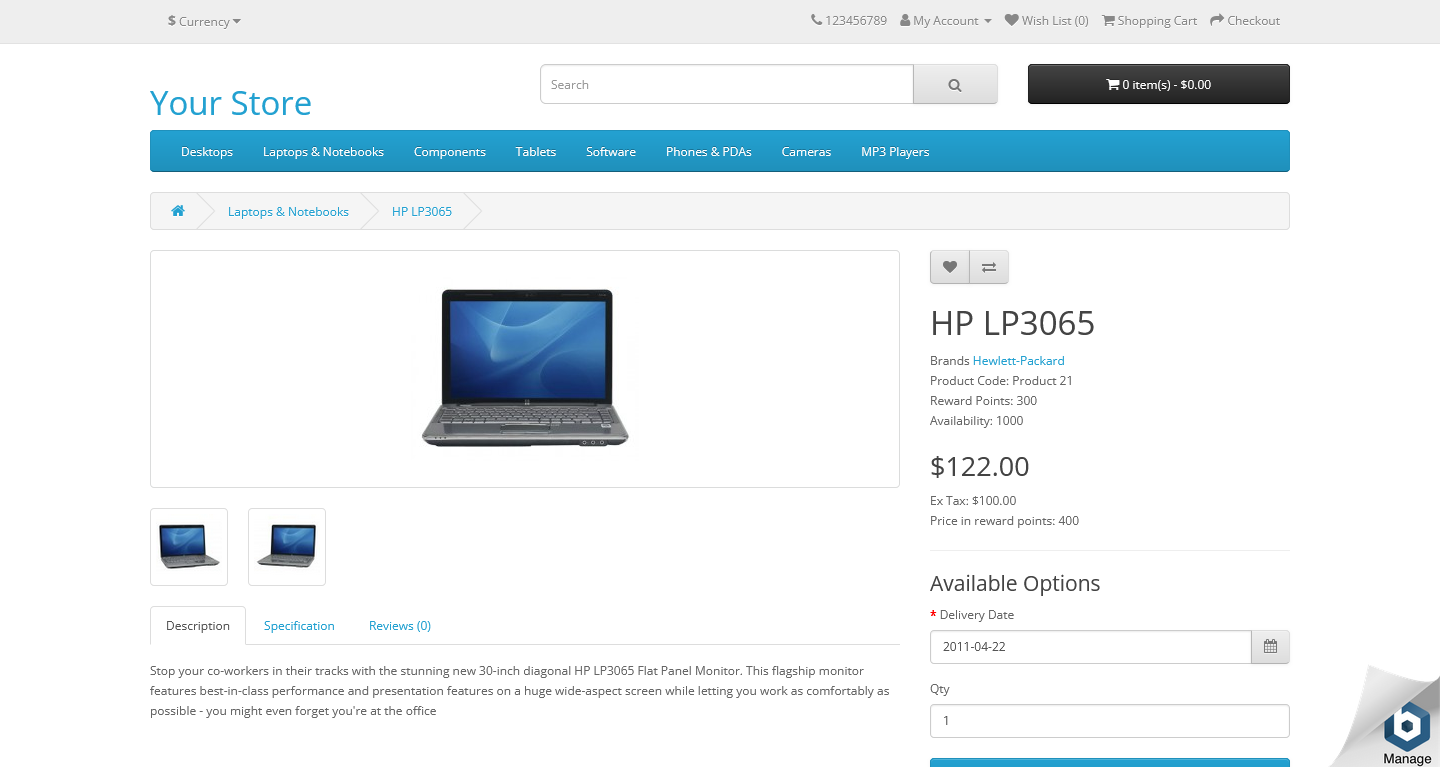 $ Currency
123456789 My Account Wish List (0) Shopping Cart Checkout
Your Store
Search
0 item(s) - $0.00
Desktops Laptops & Notebooks Components Tablets Software Phones & PDAs Cameras MP3 Players
Laptops & Notebooks HP LP3065
HP LP3065
Brands Hewlett-Packard
Product Code: Product 21
Reward Points: 300
Availability: 1000
$122.00
Ex Tax: $100.00
Price in reward points: 400
Available Options
* Delivery Date
2011-04-22
Qty
1
Description Specification Reviews (0)
Stop your co-workers in their tracks with the stunning new 30-inch diagonal HP LP3065 Flat Panel Monitor. This flagship monitor
features best-in-class performance and presentation features on a huge wide-aspect screen while letting you work as comfortably as
possible - you might even forget you're at the office
Manage